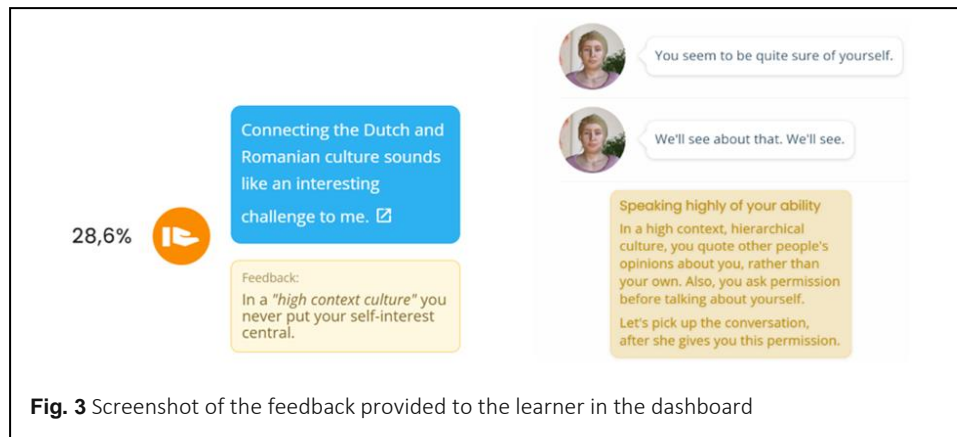 28,6%
Connecting the Dutch and
Romanian culture sounds
like an interesting
challenge to me.
Feedback:
In a "high context culture" you
never put your self-interest
central.
You seem to be quite sure of yourself.
We'll see about that. We'll see.
Speaking highly of your ability
In a high context, hierarchical
culture, you quote other people's
opinions about you, rather than
your own. Also, you ask permission
before talking about yourself.
Let's pick up the conversation,
after she gives you this permission.
Fig. 3 Screenshot of the feedback provided to the learner in the dashboard